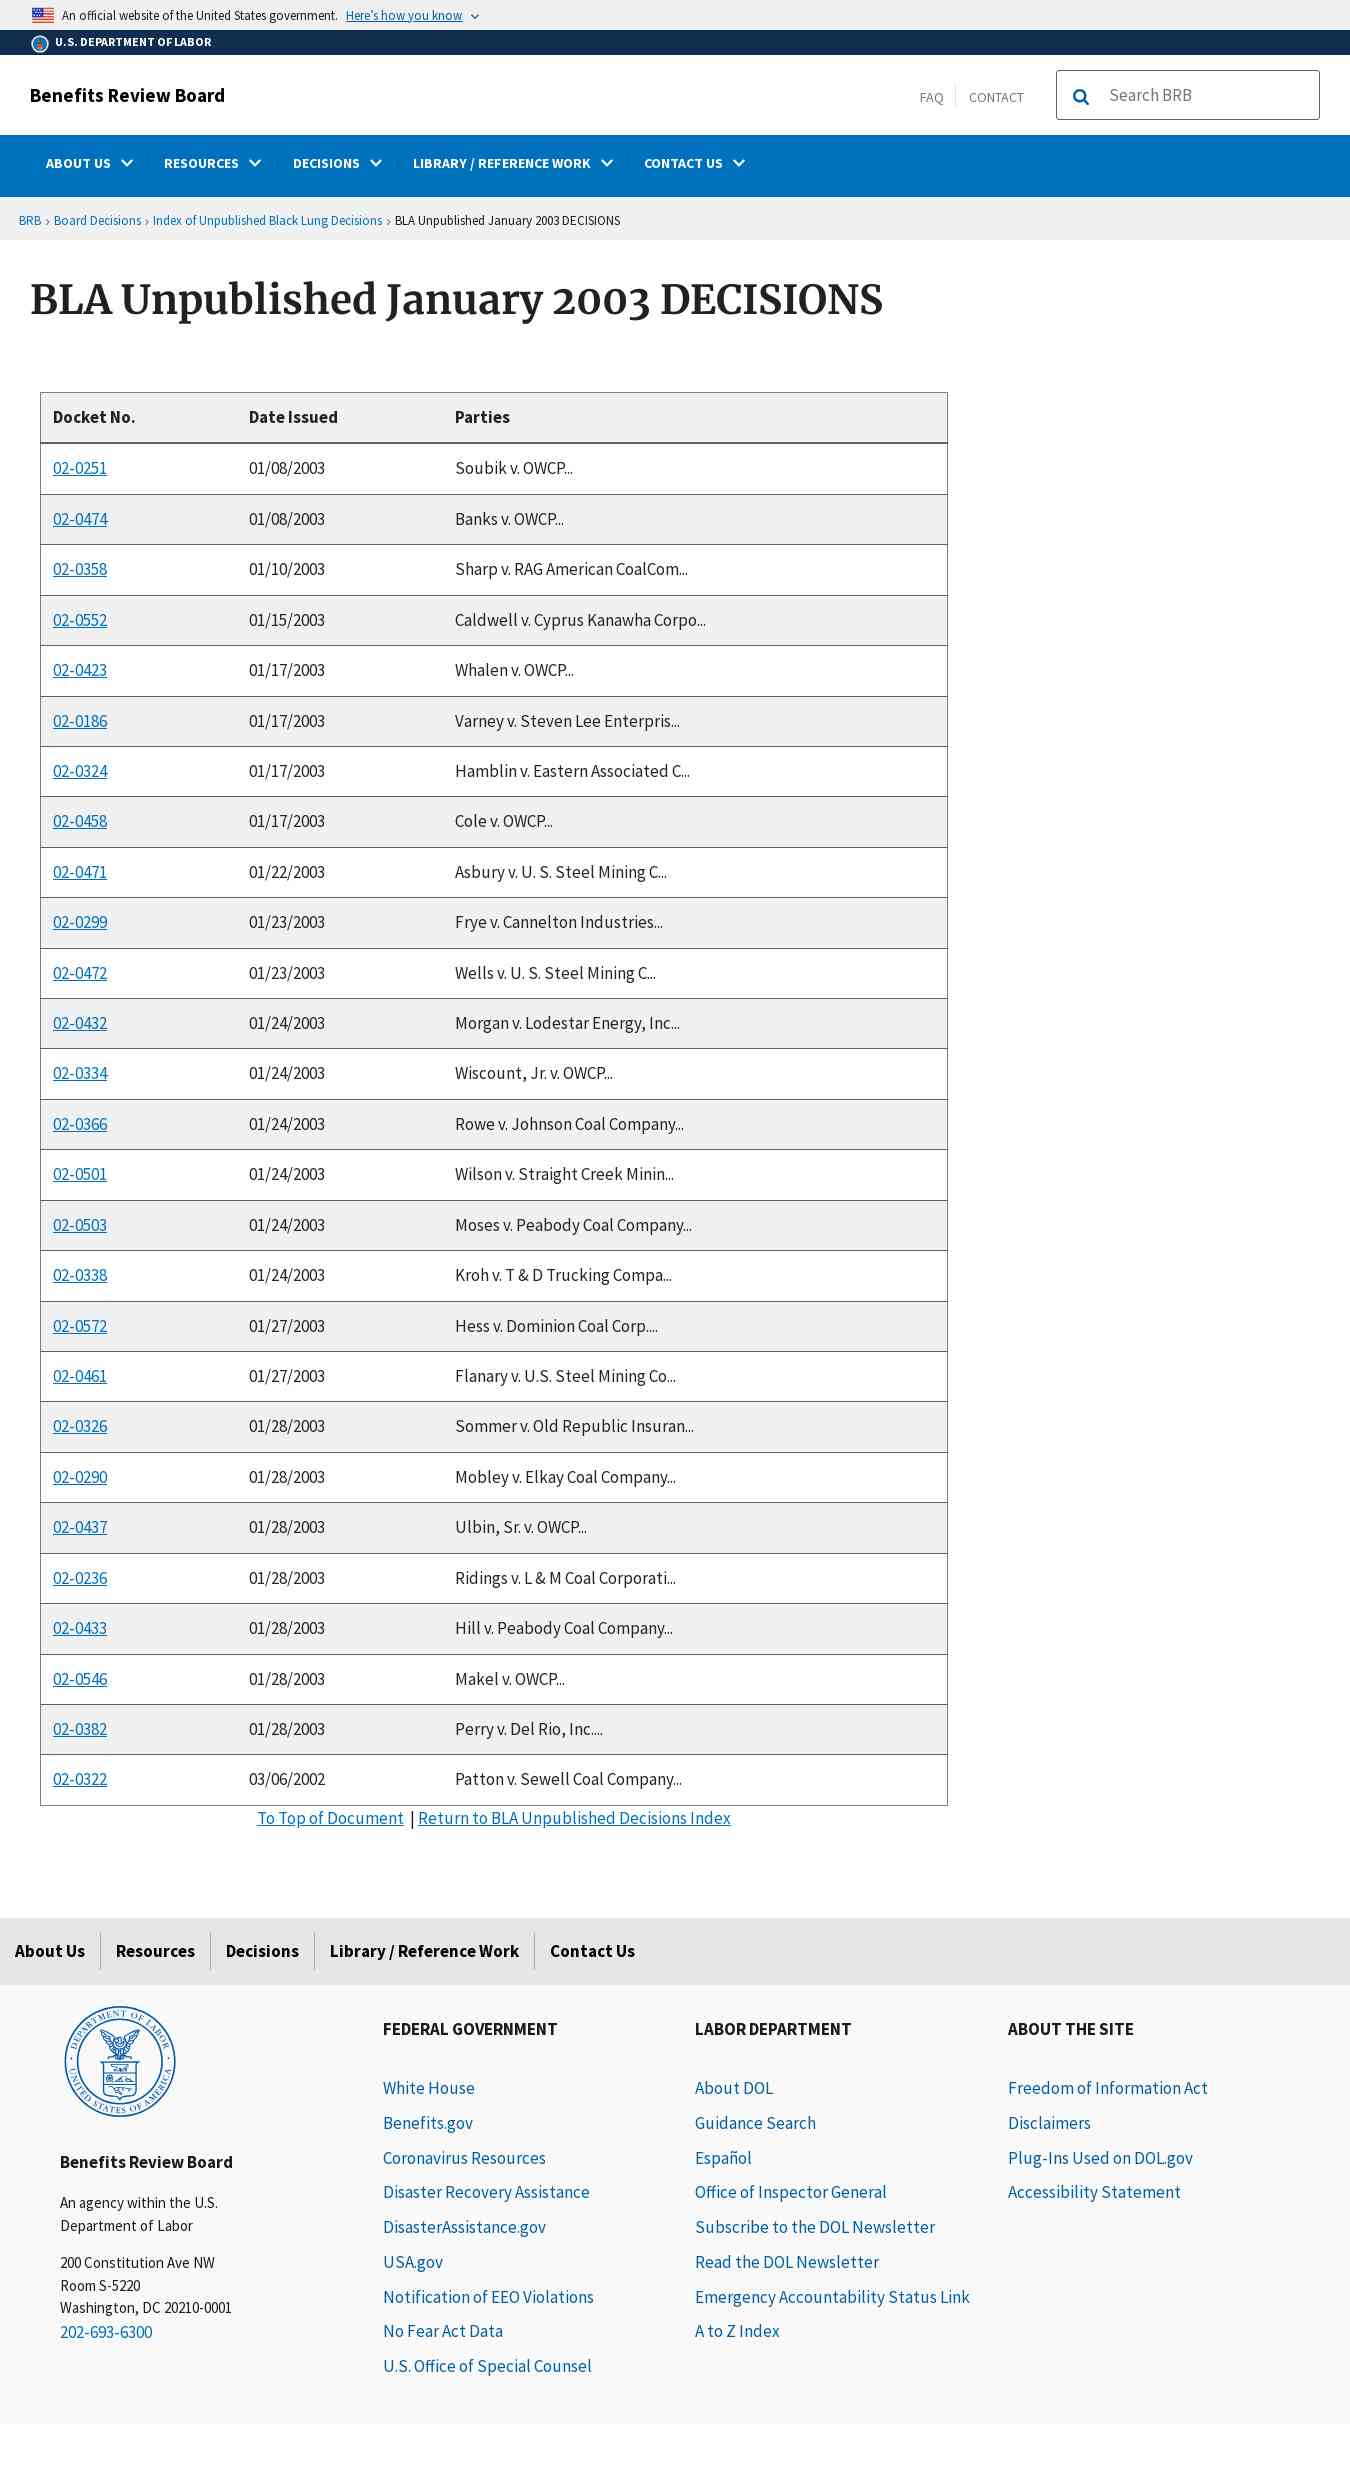 An official website of the United States government. Here's how you know
U.S. DEPARTMENT OF LABOR
Benefits Review Board
FAQ CONTACT Search BRB
ABOUT US RESOURCES DECISIONS LIBRARY / REFERENCE WORK CONTACT US
BRB › Board Decisions › Index of Unpublished Black Lung Decisions › BLA Unpublished January 2003 DECISIONS
BLA Unpublished January 2003 DECISIONS
Docket No. Date Issued Parties
02-0251 01/08/2003 Soubik v. OWCP...
02-0474 01/08/2003 Banks v. OWCP...
02-0358 01/10/2003 Sharp v. RAG American CoalCom...
02-0552 01/15/2003 Caldwell v. Cyprus Kanawha Corpo...
02-0423 01/17/2003 Whalen v. OWCP...
02-0186 01/17/2003 Varney v. Steven Lee Enterpris...
02-0324 01/17/2003 Hamblin v. Eastern Associated C...
02-0458 01/17/2003 Cole v. OWCP...
02-0471 01/22/2003 Asbury v. U. S. Steel Mining C...
02-0299 01/23/2003 Frye v. Cannelton Industries...
02-0472 01/23/2003 Wells v. U. S. Steel Mining C...
02-0432 01/24/2003 Morgan v. Lodestar Energy, Inc...
02-0334 01/24/2003 Wiscount, Jr. v. OWCP...
02-0366 01/24/2003 Rowe v. Johnson Coal Company...
02-0501 01/24/2003 Wilson v. Straight Creek Minin...
02-0503 01/24/2003 Moses v. Peabody Coal Company...
02-0338 01/24/2003 Kroh v. T & D Trucking Compa...
02-0572 01/27/2003 Hess v. Dominion Coal Corp....
02-0461 01/27/2003 Flanary v. U.S. Steel Mining Co...
02-0326 01/28/2003 Sommer v. Old Republic Insuran...
02-0290 01/28/2003 Mobley v. Elkay Coal Company...
02-0437 01/28/2003 Ulbin, Sr. v. OWCP...
02-0236 01/28/2003 Ridings v. L & M Coal Corporati...
02-0433 01/28/2003 Hill v. Peabody Coal Company...
02-0546 01/28/2003 Makel v. OWCP...
02-0382 01/28/2003 Perry v. Del Rio, Inc....
02-0322 03/06/2002 Patton v. Sewell Coal Company...
To Top of Document | Return to BLA Unpublished Decisions Index
About Us Resources Decisions Library / Reference Work Contact Us
DEPARTMENT OF LABOR
UNITED STATES OF AMERICA
Benefits Review Board
An agency within the U.S.
Department of Labor
200 Constitution Ave NW
Room S-5220
Washington, DC 20210-0001
202-693-6300
FEDERAL GOVERNMENT
White House
Benefits.gov
Coronavirus Resources
Disaster Recovery Assistance
DisasterAssistance.gov
USA.gov
Notification of EEO Violations
No Fear Act Data
U.S. Office of Special Counsel
LABOR DEPARTMENT
About DOL
Guidance Search
Español
Office of Inspector General
Subscribe to the DOL Newsletter
Read the DOL Newsletter
Emergency Accountability Status Link
A to Z Index
ABOUT THE SITE
Freedom of Information Act
Disclaimers
Plug-Ins Used on DOL.gov
Accessibility Statement